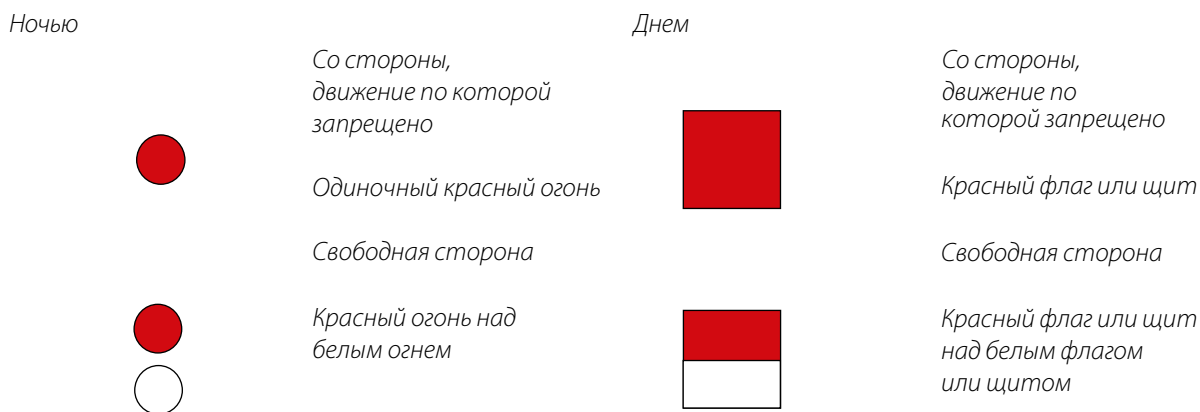 Ночью
Со стороны,
движение по которой
запрещено
Одиночный красный огонь
Свободная сторона
Красный огонь над
белым огнем
Днем
Со стороны,
движение по
которой запрещено
Красный флаг или щит
Свободная сторона
Красный флаг или щит
над белым флагом
или щитом